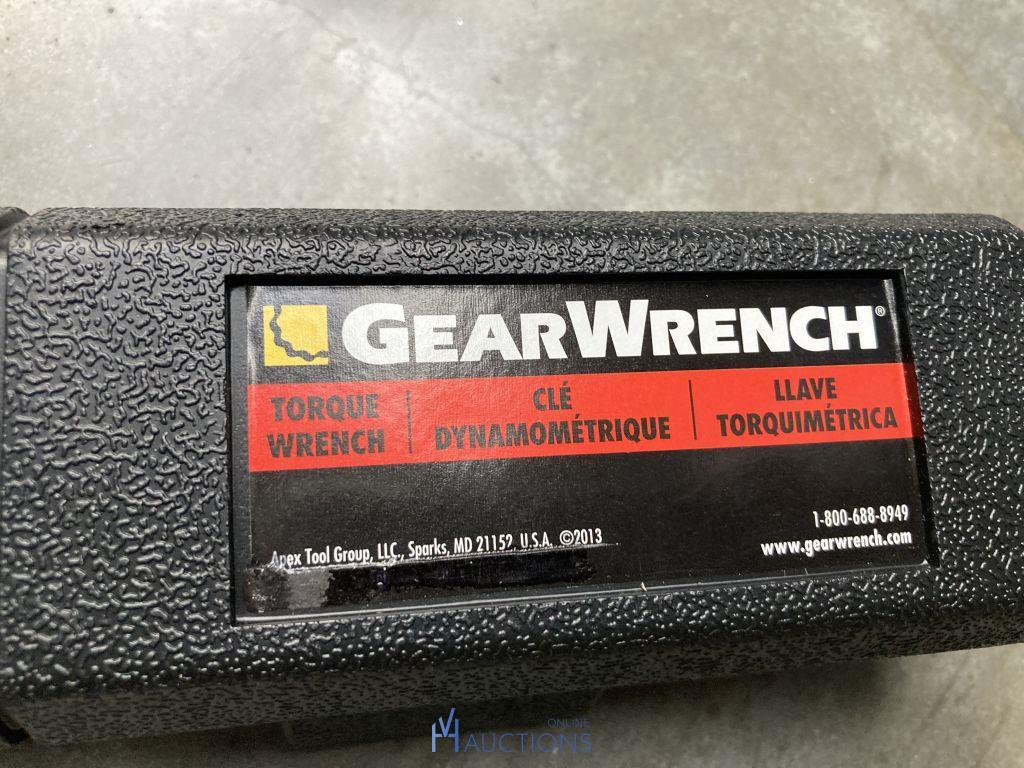 GEARWRENCH®
TORQUE WRENCH
CLÉ DYNAMOMÉTRIQUE
LLAVE TORQUIMÉTRICA
1-800-688-8949
www.gearwrench.com
Apex Tool Group, LLC., Sparks, MD 21152, U.S.A. ©2013
VH ONLINE
AUCTIONS